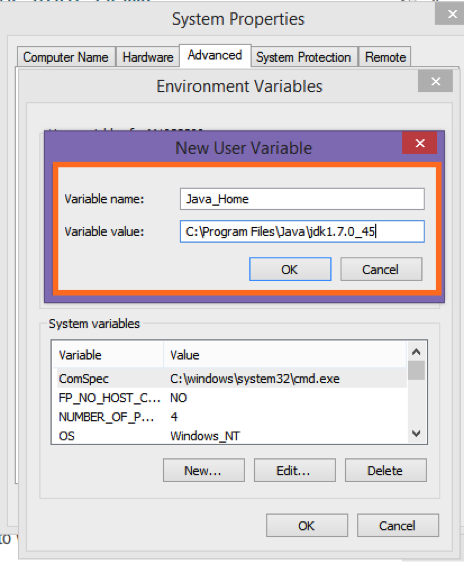 System Properties
Computer Name Hardware Advanced System Protection Remote
Environment Variables
New User Variable
Variable name: Java_Home
Variable value: C:\Program Files\Java\jdk1.7.0_45
OK Cancel
System variables
Variable Value
ComSpec C:\windows\system32\cmd.exe
FP_NO_HOST_C... NO
NUMBER_OF_P... 4
OS Windows_NT
New... Edit... Delete
OK Cancel
to